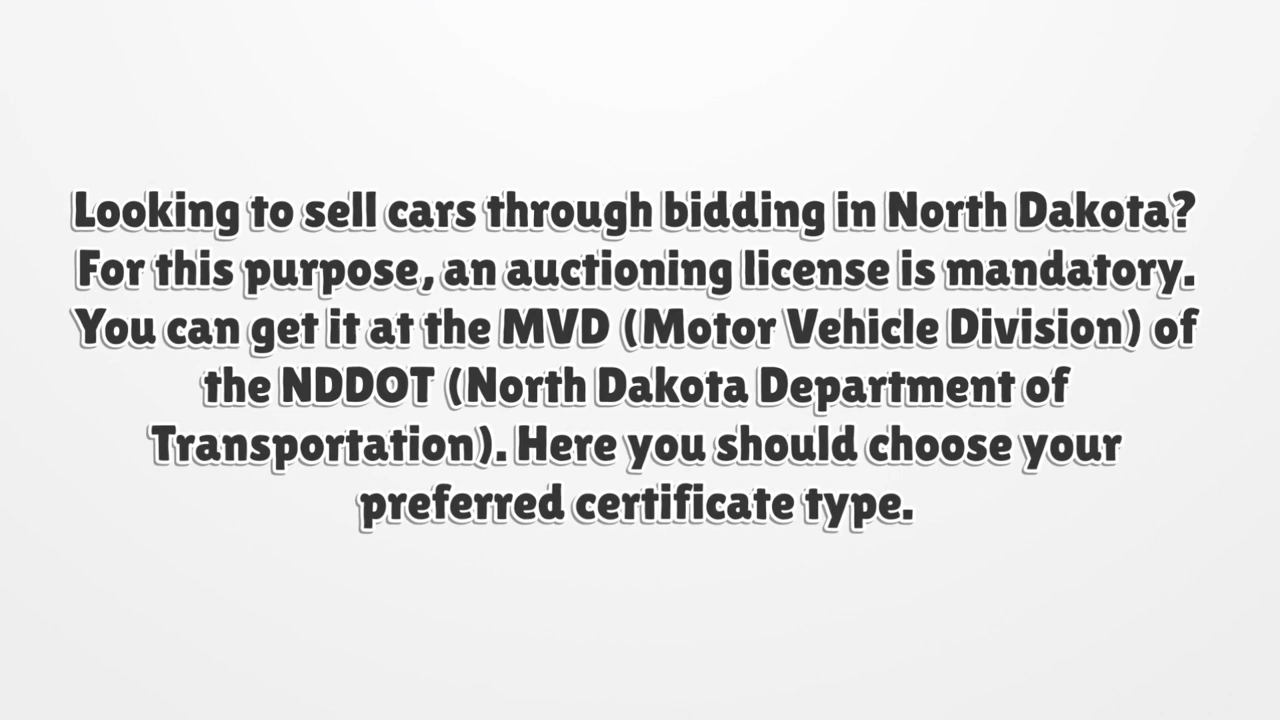 Looking to sell cars through bidding in North Dakota?
For this purpose, an auctioning license is mandatory.
You can get it at the MVD (Motor Vehicle Division) of
the NDDOT (North Dakota Department of
Transportation). Here you should choose your
preferred certificate type.